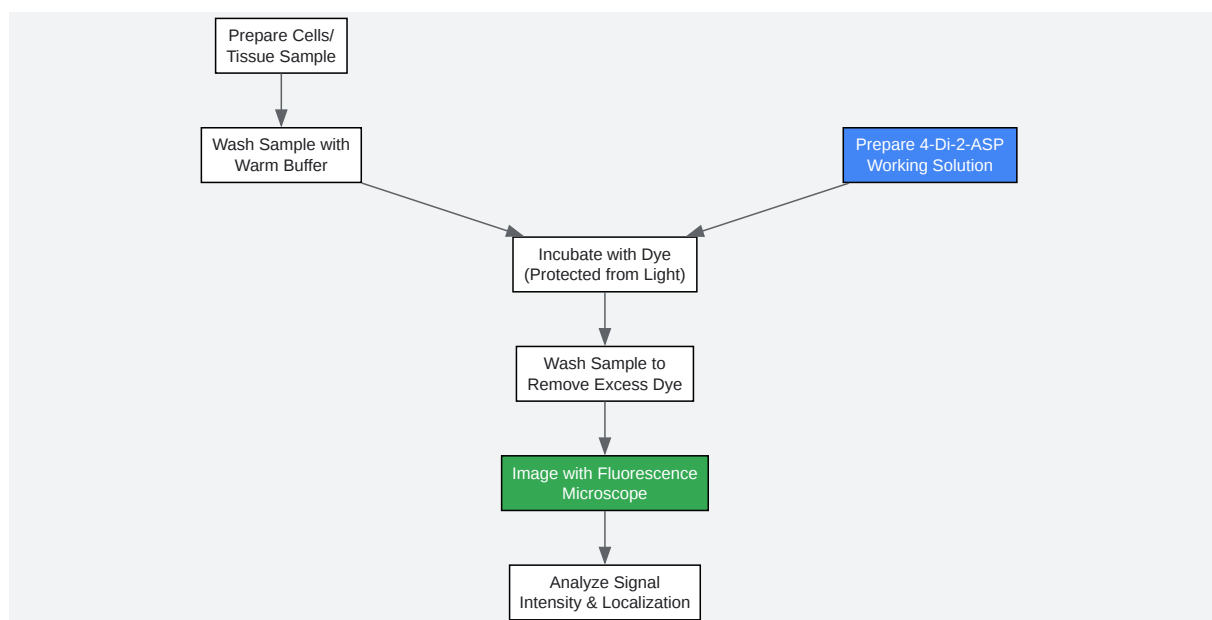 Prepare Cells/
Tissue Sample
Wash Sample with
Warm Buffer
Prepare 4-Di-2-ASP
Working Solution
Incubate with Dye
(Protected from Light)
Wash Sample to
Remove Excess Dye
Image with Fluorescence
Microscope
Analyze Signal
Intensity & Localization